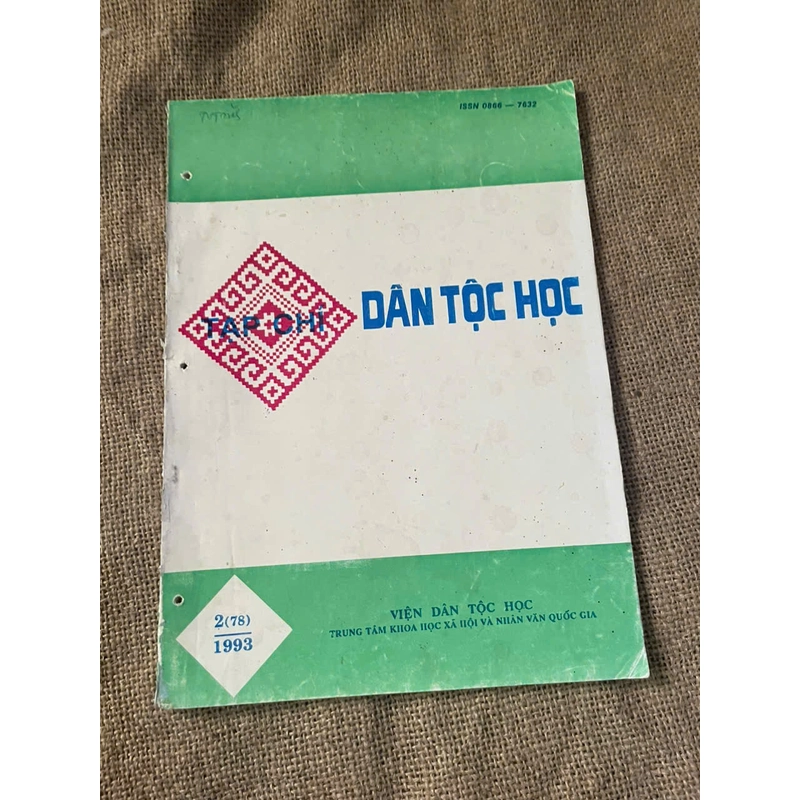 ISSN 0866 — 7632
TẠP CHÍ
DÂN TỘC HỌC
2(78)
1993
VIỆN DÂN TỘC HỌC
TRUNG TÂM KHOA HỌC XÃ HỘI VÀ NHÂN VĂN QUỐC GIA